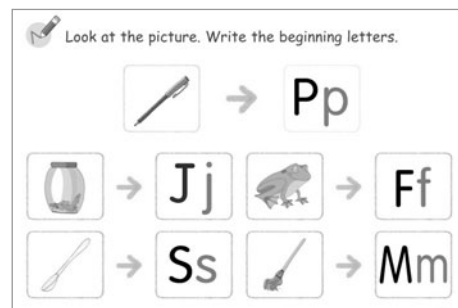 Look at the picture. Write the beginning letters.
Pp
Jj Ff
Ss Mm